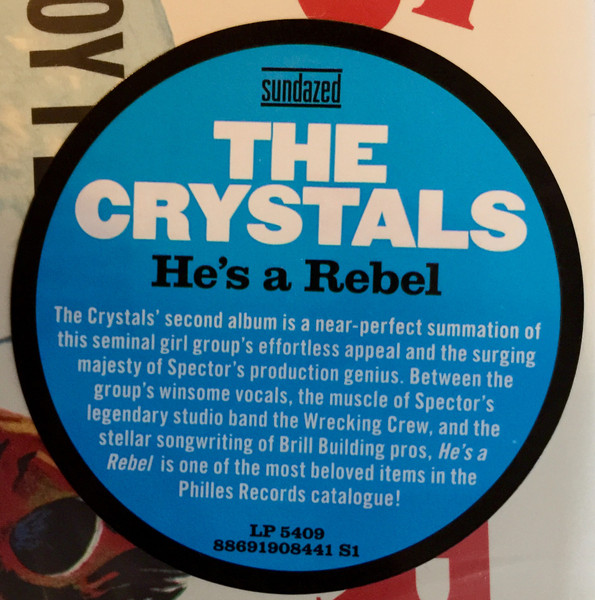 sundazed
THE
CRYSTALS
He's a Rebel
The Crystals' second album is a near-perfect summation of
this seminal girl group's effortless appeal and the surging
majesty of Spector's production genius. Between the
group's winsome vocals, the muscle of Spector's
legendary studio band the Wrecking Crew, and the
stellar songwriting of Brill Building pros, He's a
Rebel is one of the most beloved items in the
Philles Records catalogue!
LP 5409
88691908441 S1